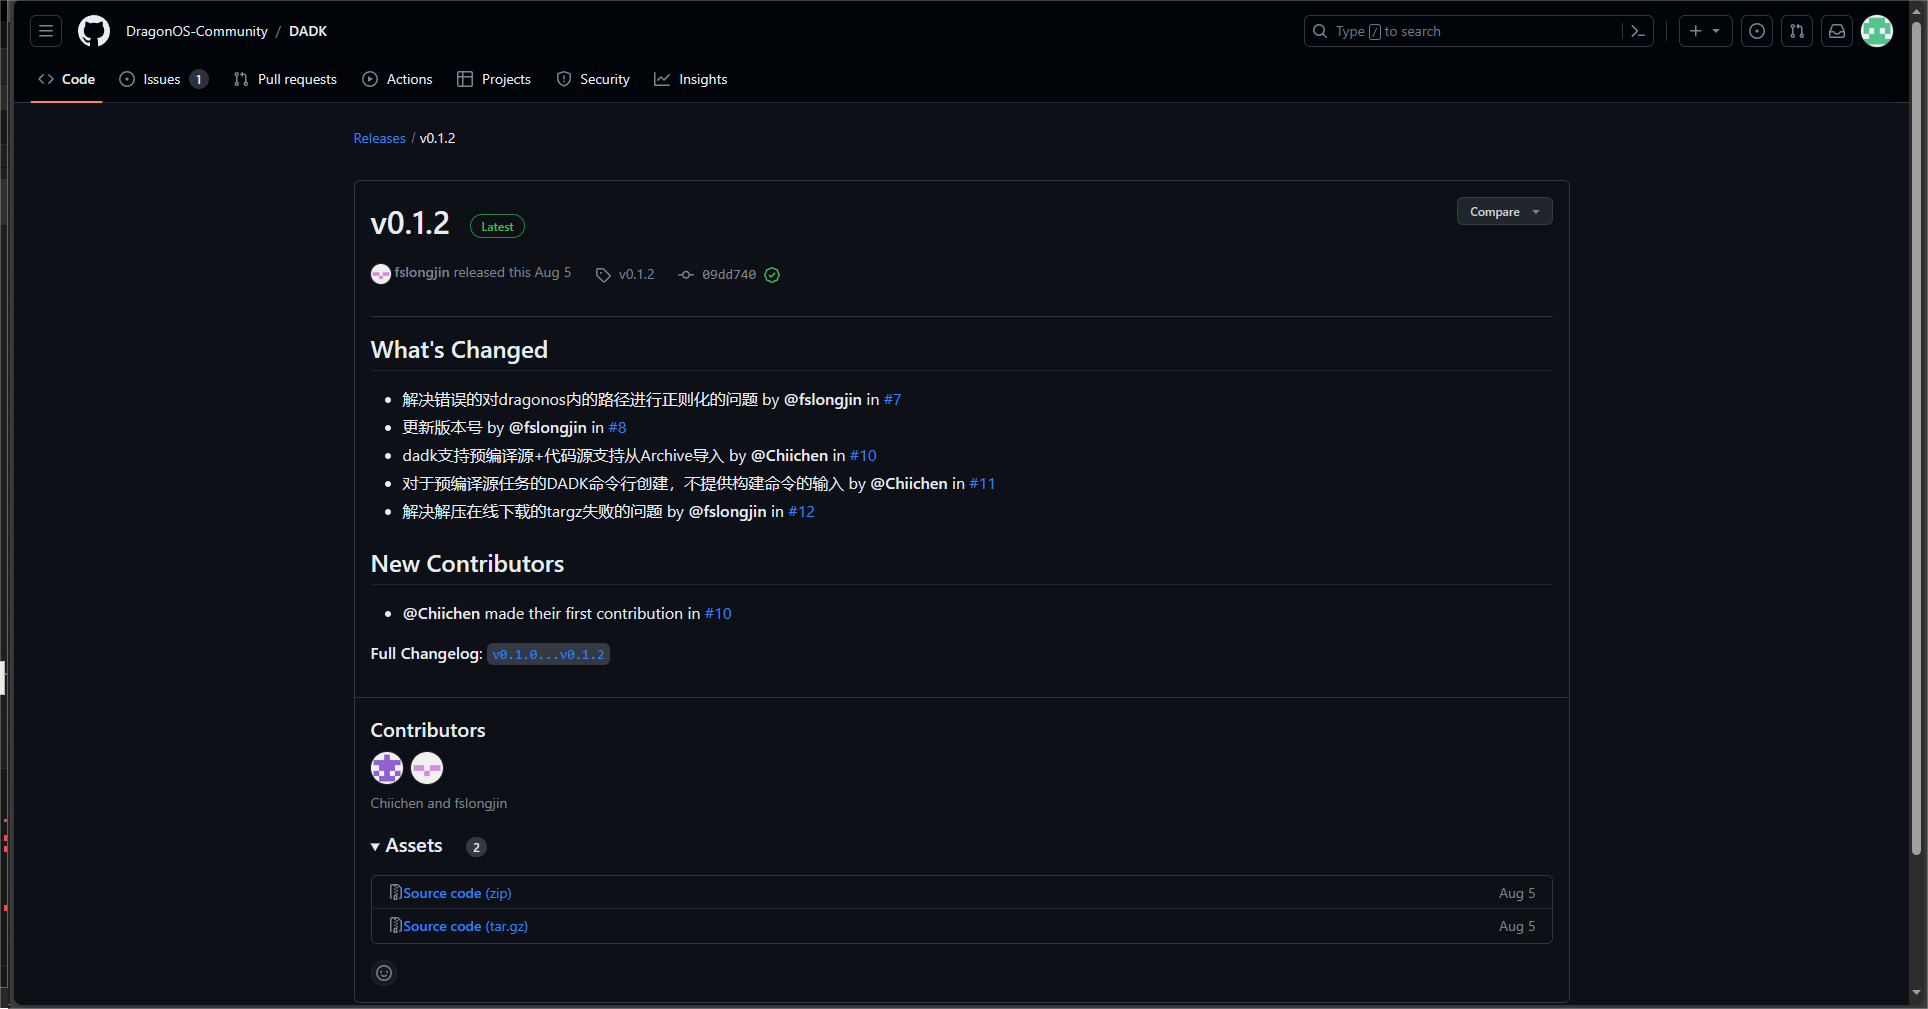 DragonOS-Community / DADK
Type / to search
Code
Issues 1
Pull requests
Actions
Projects
Security
Insights
Releases / v0.1.2
v0.1.2 Latest
Compare
fslongjin released this Aug 5 v0.1.2 09dd740
What's Changed
解决错误的对dragonos内的路径进行正则化的问题 by @fslongjin in #7
更新版本号 by @fslongjin in #8
dadk支持预编译源+代码源支持从Archive导入 by @Chiichen in #10
对于预编译源任务的DADK命令行创建，不提供构建命令的输入 by @Chiichen in #11
解决解压在线下载的targz失败的问题 by @fslongjin in #12
New Contributors
@Chiichen made their first contribution in #10
Full Changelog: v0.1.0...v0.1.2
Contributors
Chiichen and fslongjin
Assets 2
Source code (zip) Aug 5
Source code (tar.gz) Aug 5